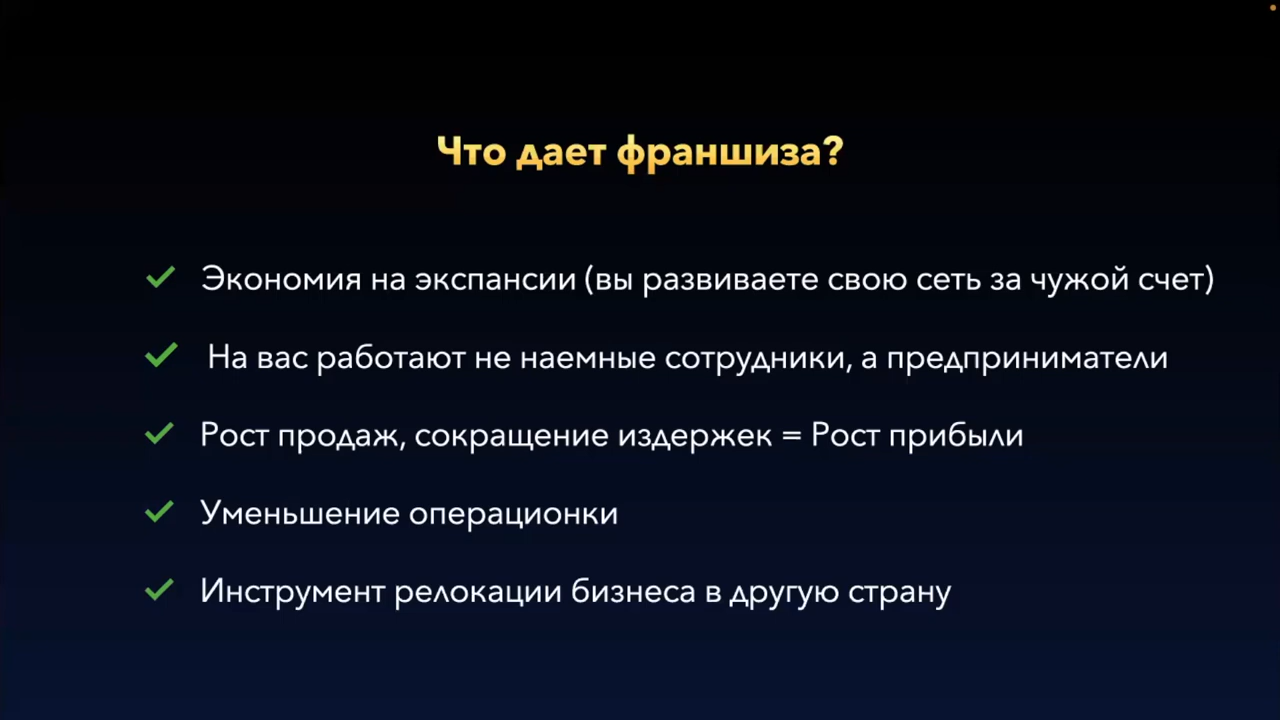 Что дает франшиза?
Экономия на экспансии (вы развиваете свою сеть за чужой счет)
На вас работают не наемные сотрудники, а предприниматели
Рост продаж, сокращение издержек = Рост прибыли
Уменьшение операционки
Инструмент релокации бизнеса в другую страну